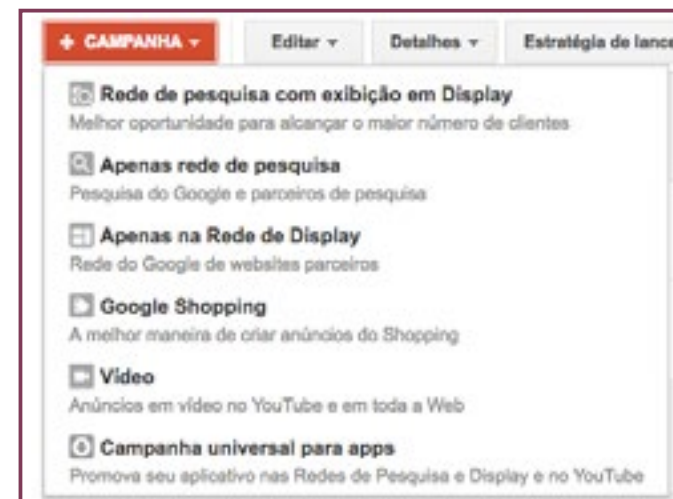 + CAMPANHA Editar Detalhes Estratégia de lance
Rede de pesquisa com exibição em Display
Melhor oportunidade para alcançar o maior número de clientes
Apenas rede de pesquisa
Pesquisa do Google e parceiros de pesquisa
Apenas na Rede de Display
Rede do Google de websites parceiros
Google Shopping
A melhor maneira de criar anúncios do Shopping
Vídeo
Anúncios em vídeo no YouTube e em toda a Web
Campanha universal para apps
Promova seu aplicativo nas Redes de Pesquisa e Display e no YouTube